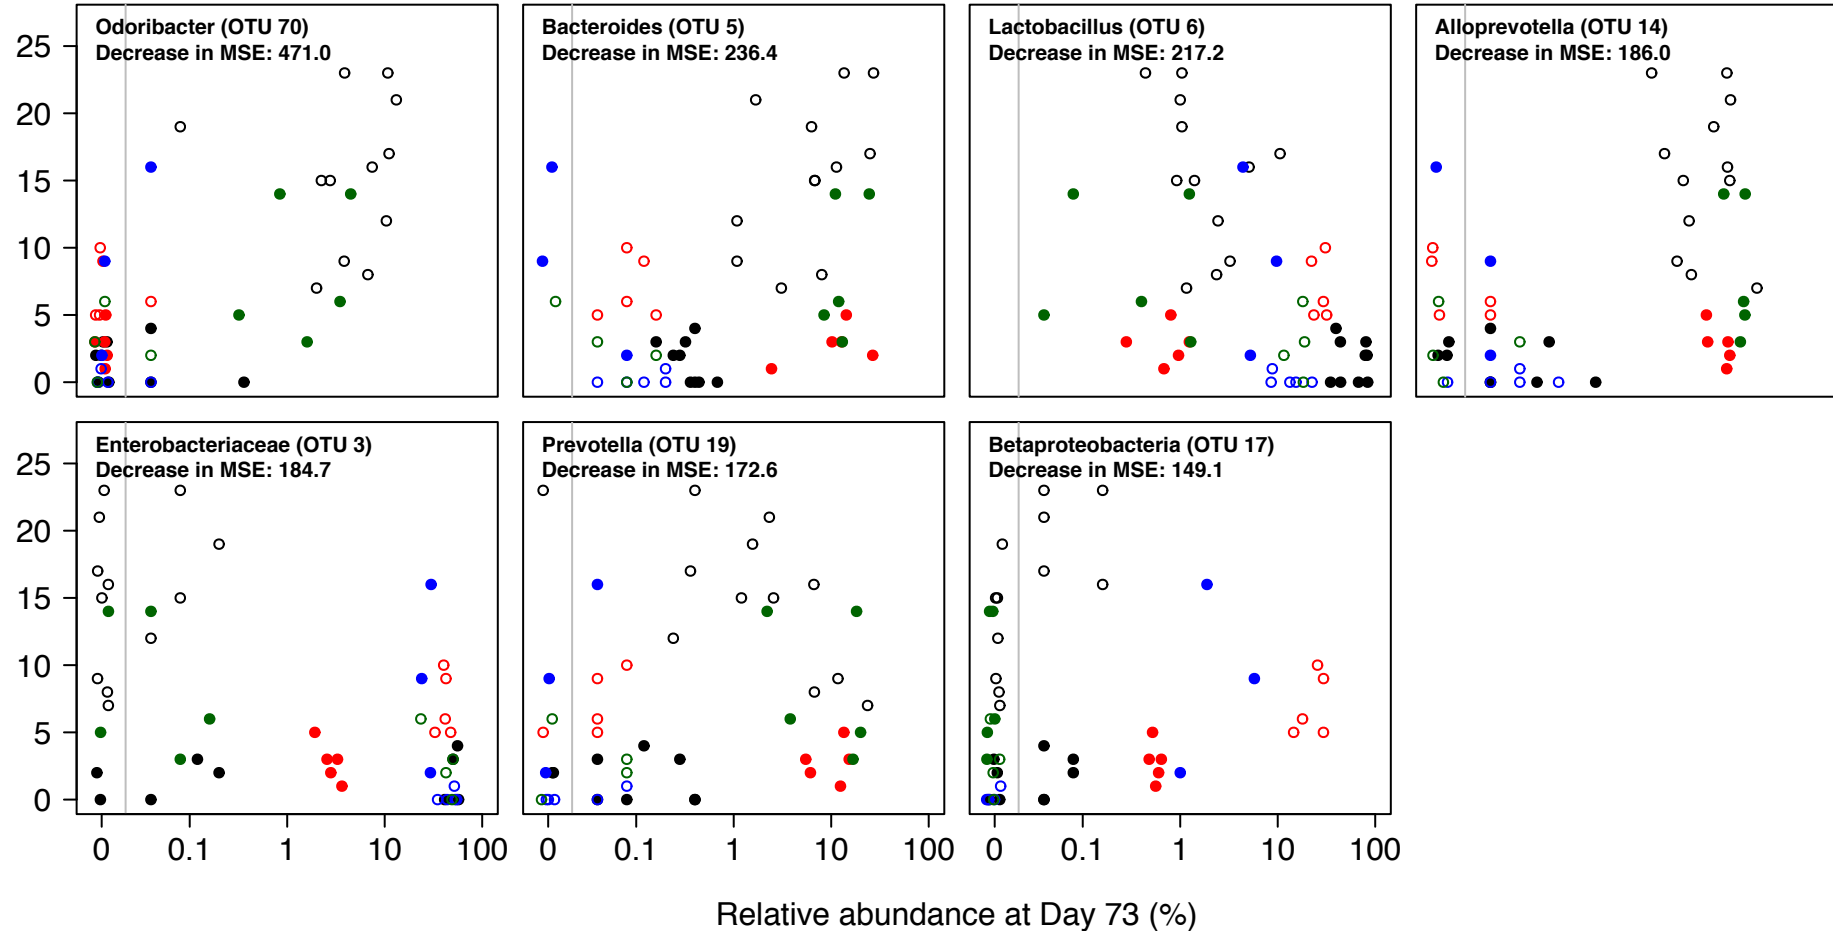 Odoribacter (OTU 70)
Decrease in MSE: 471.0
Bacteroides (OTU 5)
Decrease in MSE: 236.4
Lactobacillus (OTU 6)
Decrease in MSE: 217.2
Alloprevotella (OTU 14)
Decrease in MSE: 186.0
25
20
15
10
5
0
Enterobacteriaceae (OTU 3)
Decrease in MSE: 184.7
Prevotella (OTU 19)
Decrease in MSE: 172.6
Betaproteobacteria (OTU 17)
Decrease in MSE: 149.1
25
20
15
10
5
0
0 0.1 1 10 100
0 0.1 1 10 100
0 0.1 1 10 100
Relative abundance at Day 73 (%)